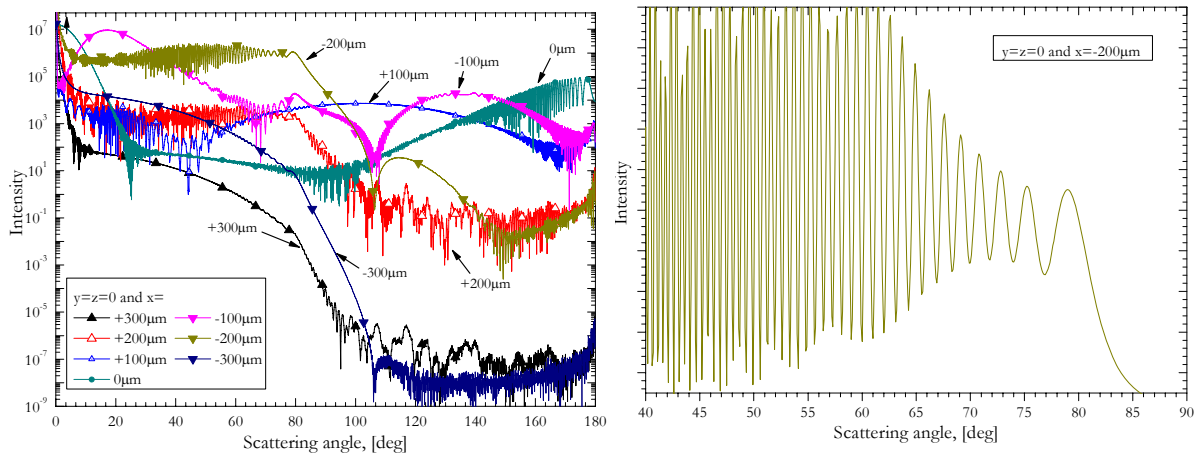 10^7
10^5
10^3
10^1
10^-1
10^-3
10^-5
10^-7
10^-9
Intensity
0 20 40 60 80 100 120 140 160 180
Scattering angle, [deg]
-200μm
0μm
+100μm
-100μm
+300μm
-300μm
+200μm
y=z=0 and x=
+300μm -100μm
+200μm -200μm
+100μm -300μm
0μm
Intensity
y=z=0 and x=-200μm
40 45 50 55 60 65 70 75 80 85 90
Scattering angle, [deg]